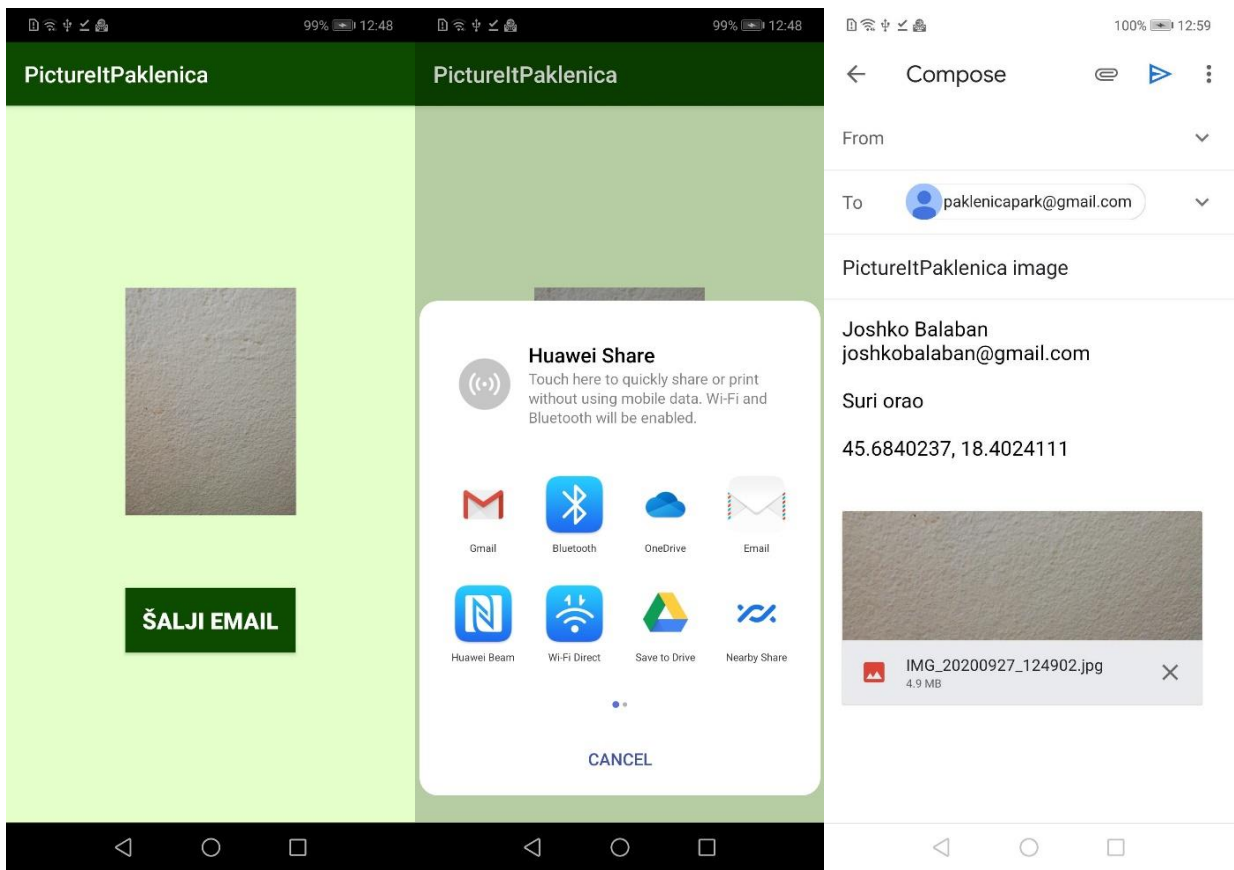 99% 12:48
PictureItPaklenica
ŠALJI EMAIL
99% 12:48
PictureItPaklenica
Huawei Share
Touch here to quickly share or print
without using mobile data. Wi-Fi and
Bluetooth will be enabled.
Gmail Bluetooth OneDrive Email
Huawei Beam Wi-Fi Direct Save to Drive Nearby Share
CANCEL
100% 12:59
Compose
From
To paklenicapark@gmail.com
PictureItPaklenica image
Joshko Balaban
joshkobalaban@gmail.com
Suri orao
45.6840237, 18.4024111
IMG_20200927_124902.jpg
4.9 MB